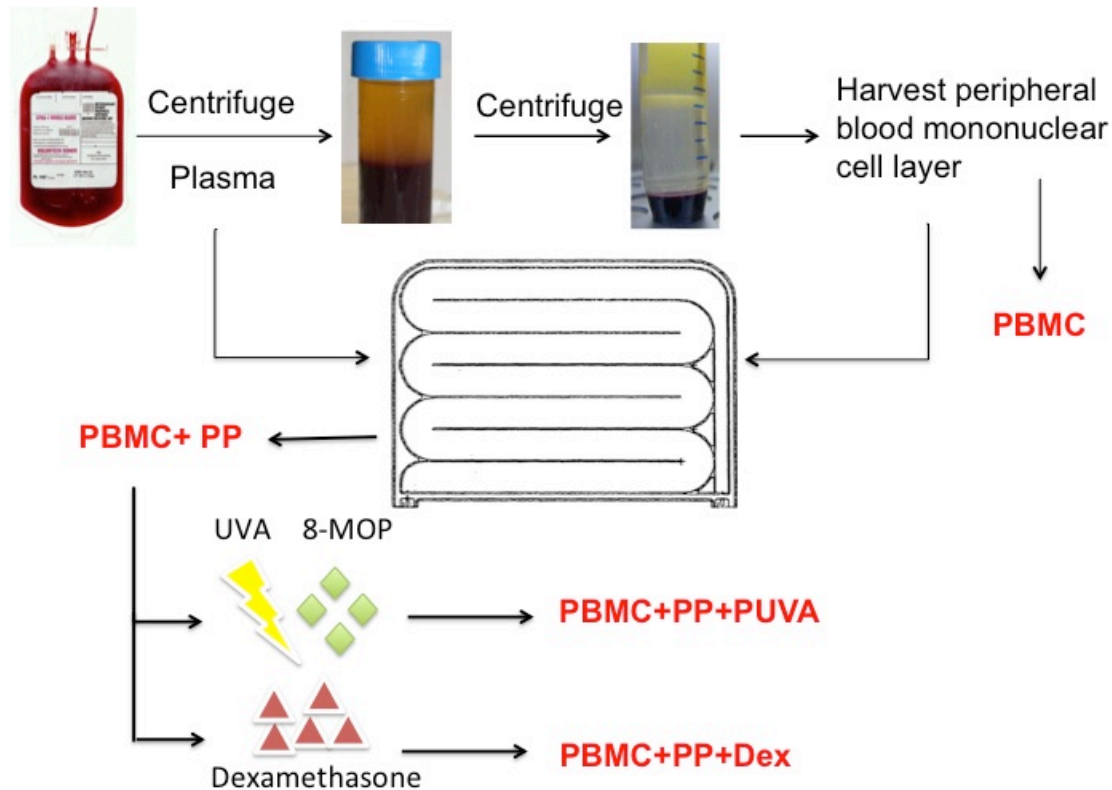 Centrifuge
Plasma
Centrifuge
Harvest peripheral
blood mononuclear
cell layer
PBMC
PBMC+ PP
UVA
8-MOP
PBMC+PP+PUVA
Dexamethasone
PBMC+PP+Dex